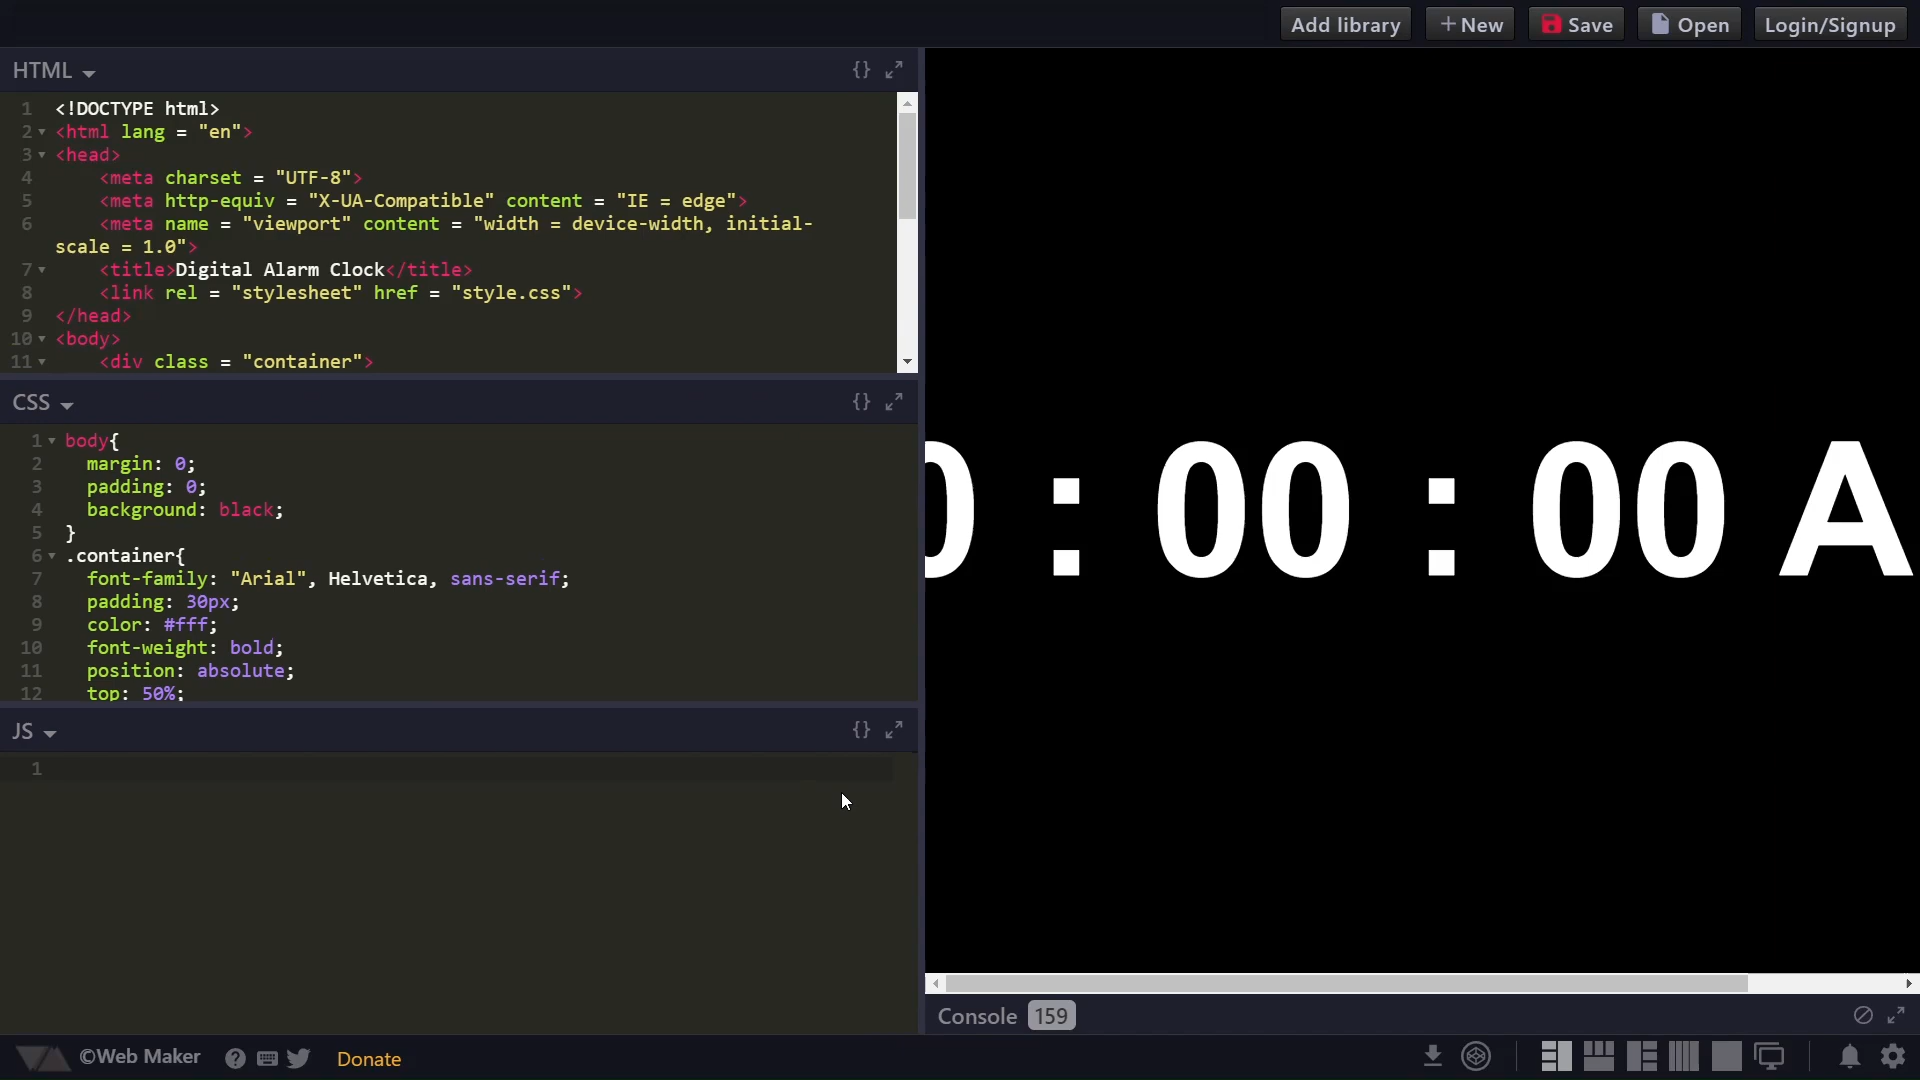 Add library
+ New
Save
Open
Login/Signup
HTML
{}
1 <!DOCTYPE html>
2 <html lang = "en">
3 <head>
4 <meta charset = "UTF-8">
5 <meta http-equiv = "X-UA-Compatible" content = "IE = edge">
6 <meta name = "viewport" content = "width = device-width, initial-
scale = 1.0">
7 <title>Digital Alarm Clock</title>
8 <link rel = "stylesheet" href = "style.css">
9 </head>
10 <body>
11 <div class = "container">
0 : 00 : 00 A
CSS
{}
1 body{
2 margin: 0;
3 padding: 0;
4 background: black;
5 }
6 .container{
7 font-family: "Arial", Helvetica, sans-serif;
8 padding: 30px;
9 color: #fff;
10 font-weight: bold;
11 position: absolute;
12 top: 50%;
JS
{}
1
Console 159
©Web Maker
?
Donate